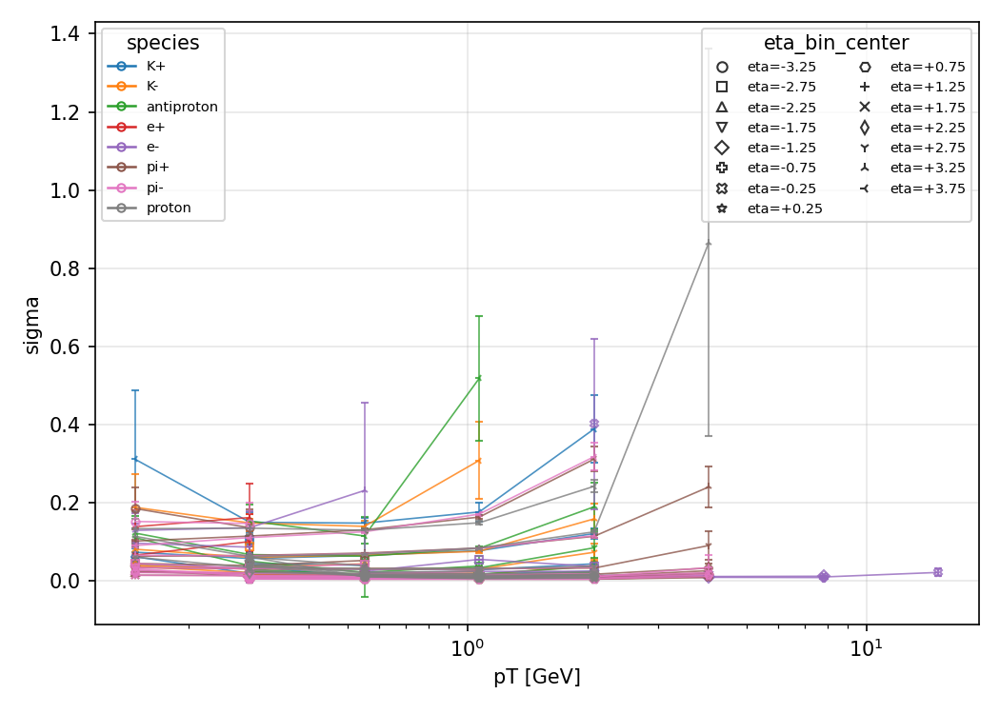 species
K+
K-
antiproton
e+
e-
pi+
pi-
proton
eta_bin_center
eta=-3.25
eta=-2.75
eta=-2.25
eta=-1.75
eta=-1.25
eta=-0.75
eta=-0.25
eta=+0.25
eta=+0.75
eta=+1.25
eta=+1.75
eta=+2.25
eta=+2.75
eta=+3.25
eta=+3.75
sigma
1.4
1.2
1.0
0.8
0.6
0.4
0.2
0.0
10⁰
10¹
pT [GeV]